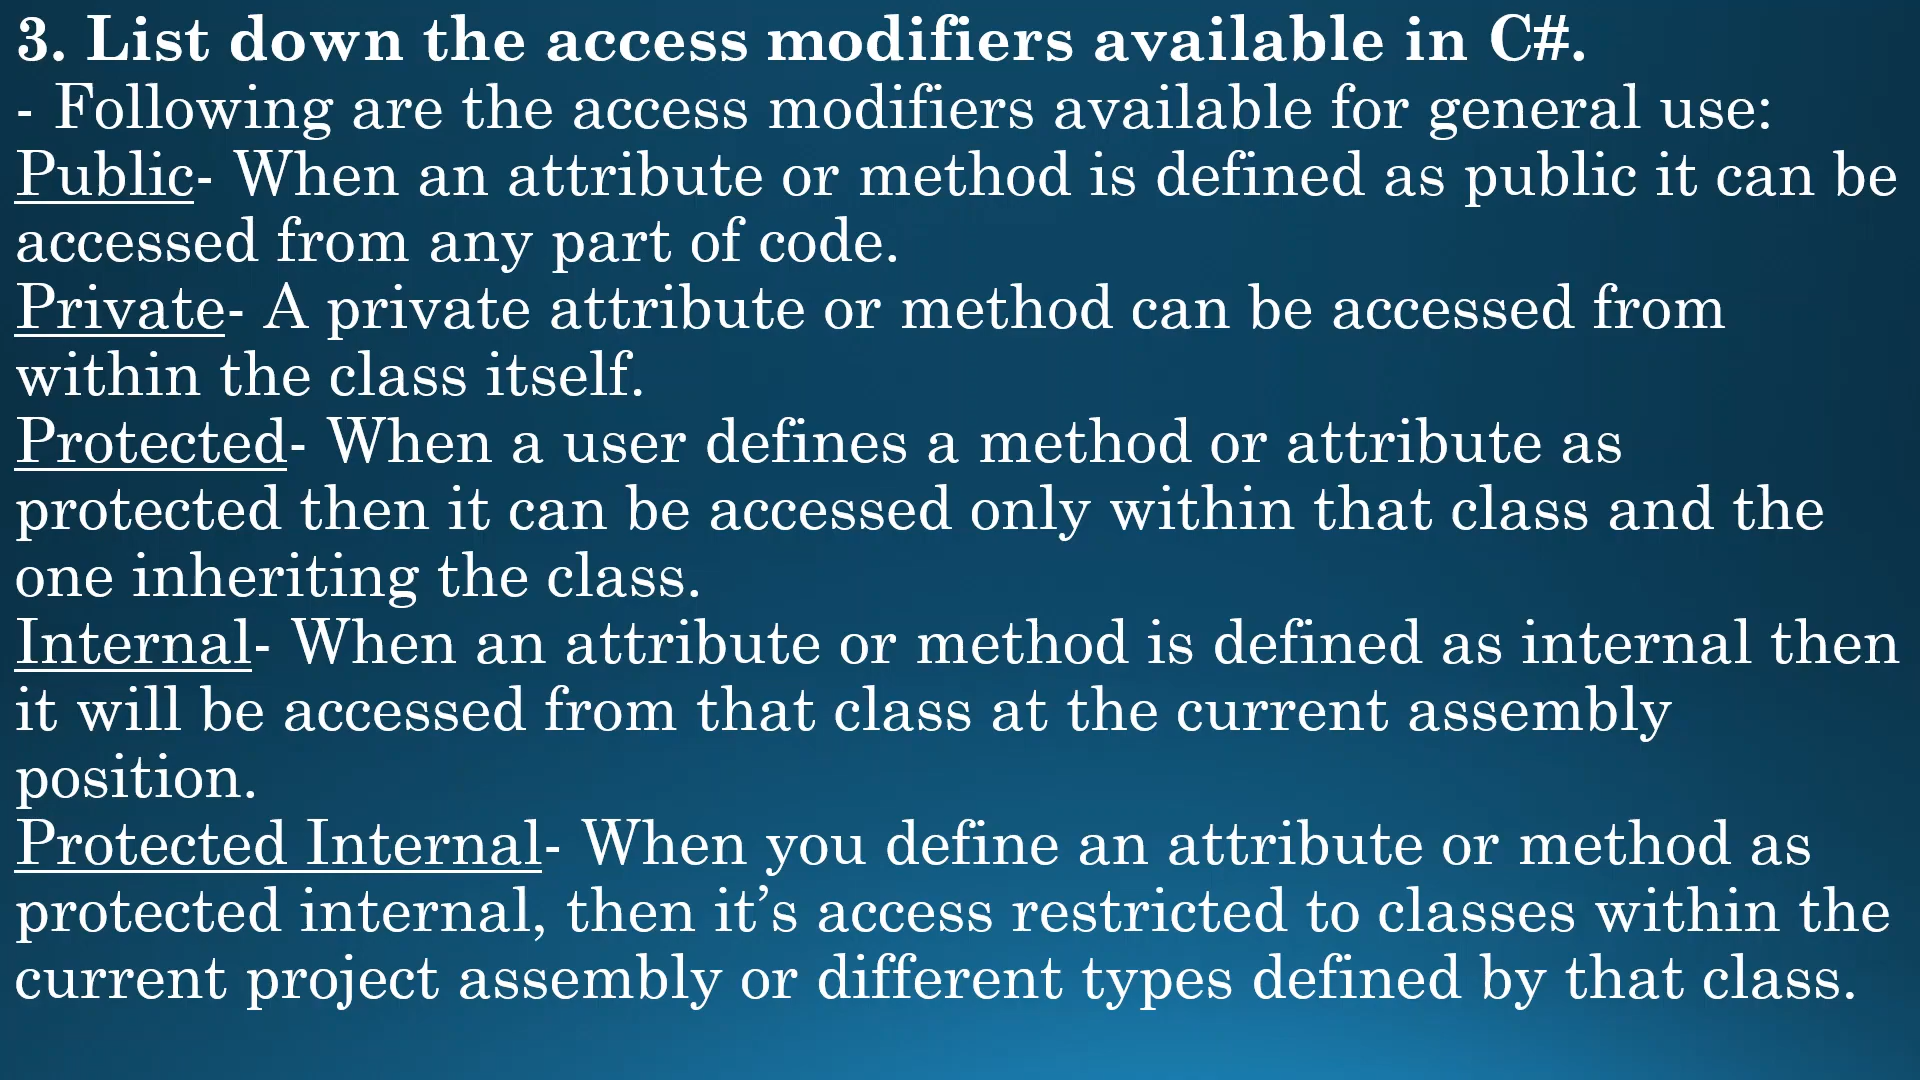 3. List down the access modifiers available in C#.
- Following are the access modifiers available for general use:
Public- When an attribute or method is defined as public it can be
accessed from any part of code.
Private- A private attribute or method can be accessed from
within the class itself.
Protected- When a user defines a method or attribute as
protected then it can be accessed only within that class and the
one inheriting the class.
Internal- When an attribute or method is defined as internal then
it will be accessed from that class at the current assembly
position.
Protected Internal- When you define an attribute or method as
protected internal, then it’s access restricted to classes within the
current project assembly or different types defined by that class.